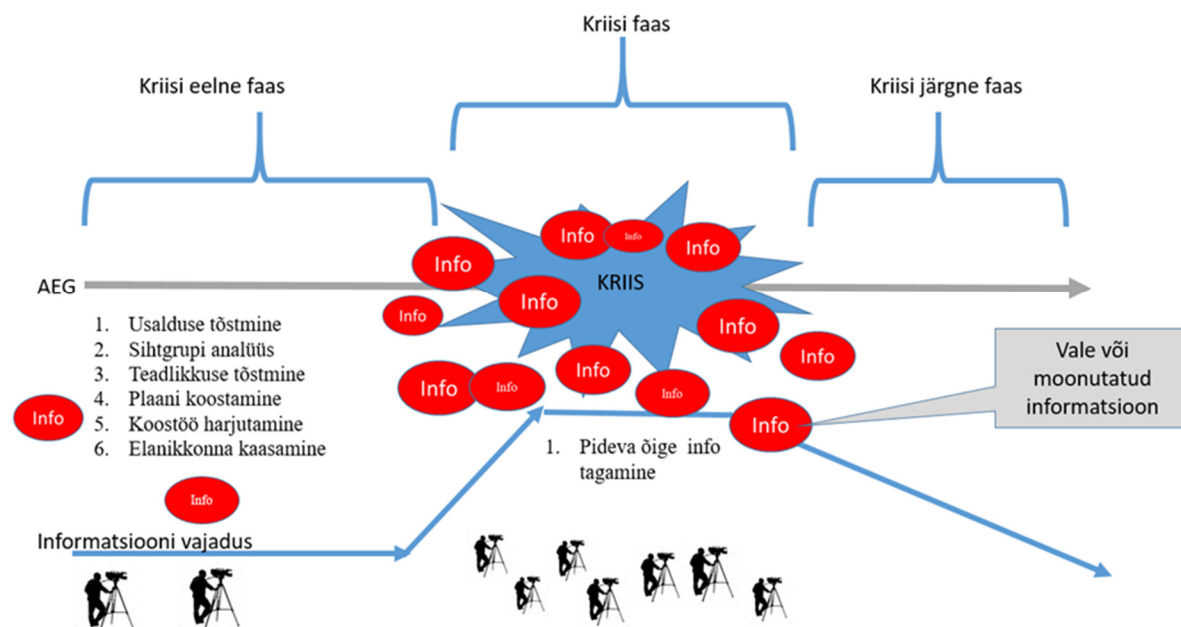 Kriisi faas
Kriisi eelne faas
Kriisi järgne faas
Info
Info
Info
Info
AEG
KRIIS
Info
Info
Info
1. Usalduse tõstmine
2. Sihtgrupi analüüs
3. Teadlikkuse tõstmine
4. Plaani koostamine
5. Koostöö harjutamine
6. Elanikkonna kaasamine
Info
Info
Info
Info
Info
Info
Info
Vale või
moonutatud
informatsioon
1. Pideva õige info
tagamine
Info
Informatsiooni vajadus